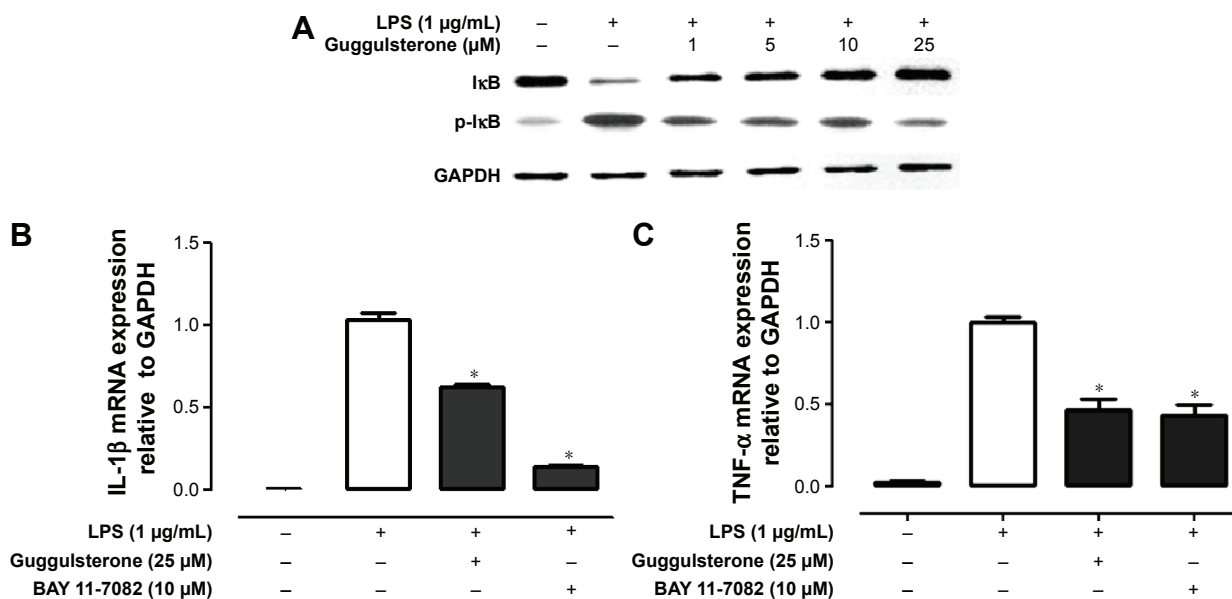 A
LPS (1 µg/mL) – + + + + +
Guggulsterone (µM) – – 1 5 10 25
IκB
p-IκB
GAPDH
B
IL-1β mRNA expression
relative to GAPDH
1.5
1.0
0.5
0.0
* *
LPS (1 µg/mL) – + + +
Guggulsterone (25 µM) – – + –
BAY 11-7082 (10 µM) – – – +
C
TNF-α mRNA expression
relative to GAPDH
1.5
1.0
0.5
0.0
* *
LPS (1 µg/mL) – + + +
Guggulsterone (25 µM) – – + –
BAY 11-7082 (10 µM) – – – +